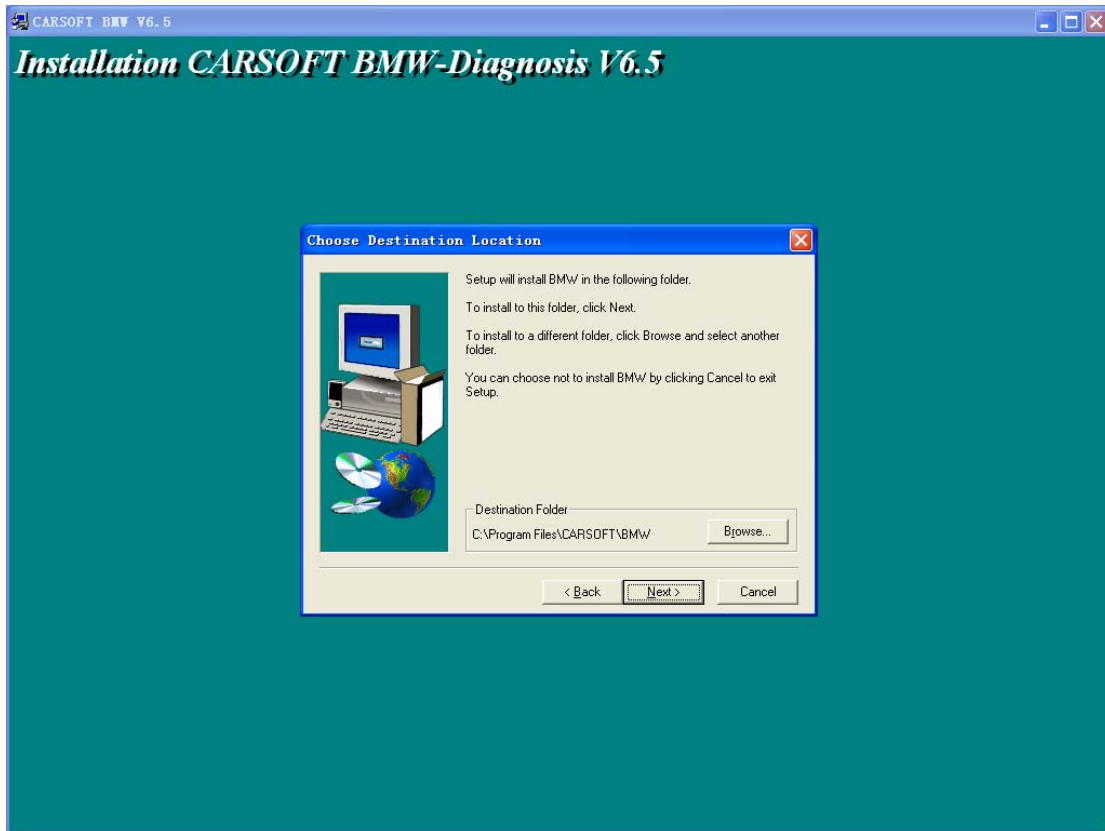 CARSOFT BMW V6.5
Installation CARSOFT BMW-Diagnosis V6.5
Choose Destination Location
Setup will install BMW in the following folder.
To install to this folder, click Next.
To install to a different folder, click Browse and select another
folder.
You can choose not to install BMW by clicking Cancel to exit
Setup.
Destination Folder
C:\Program Files\CARSOFT\BMW
Browse...
< Back
Next >
Cancel